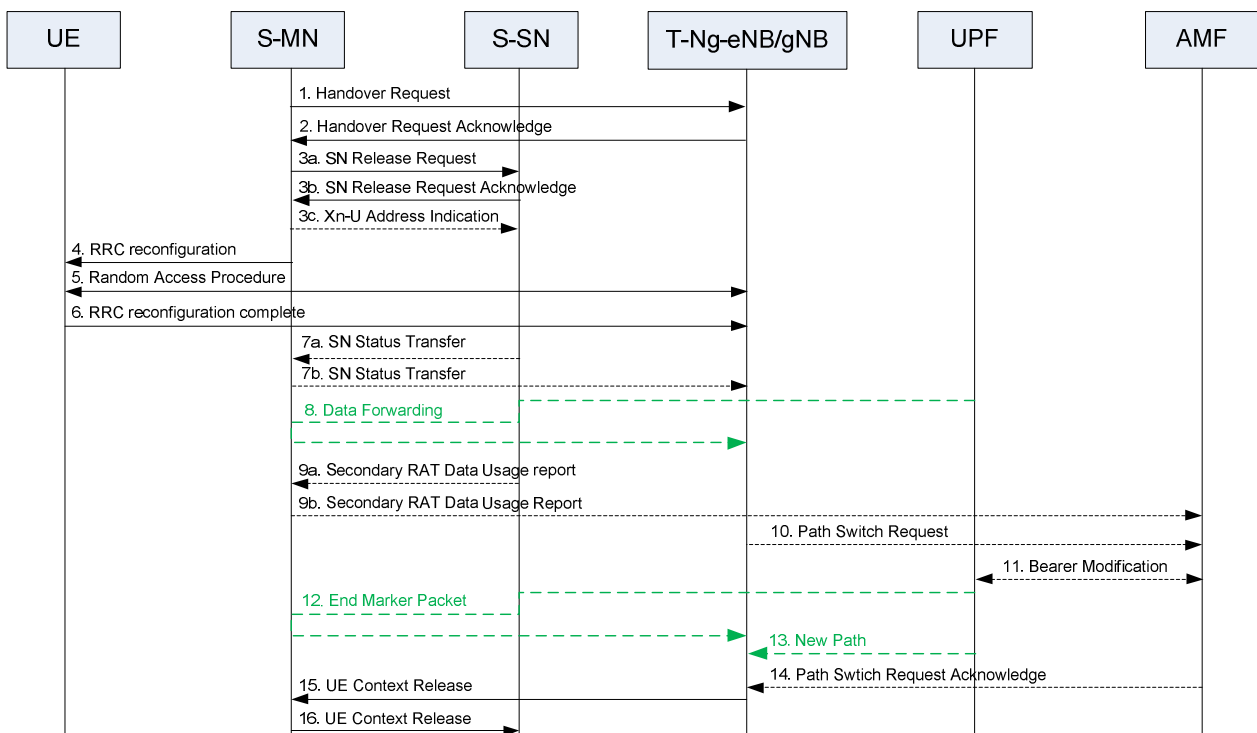 UE
S-MN
S-SN
T-Ng-eNB/gNB
UPF
AMF
1. Handover Request
2. Handover Request Acknowledge
3a. SN Release Request
3b. SN Release Request Acknowledge
3c. Xn-U Address Indication
4. RRC reconfiguration
5. Random Access Procedure
6. RRC reconfiguration complete
7a. SN Status Transfer
7b. SN Status Transfer
8. Data Forwarding
9a. Secondary RAT Data Usage report
9b. Secondary RAT Data Usage Report
10. Path Switch Request
11. Bearer Modification
12. End Marker Packet
13. New Path
14. Path Swtich Request Acknowledge
15. UE Context Release
16. UE Context Release